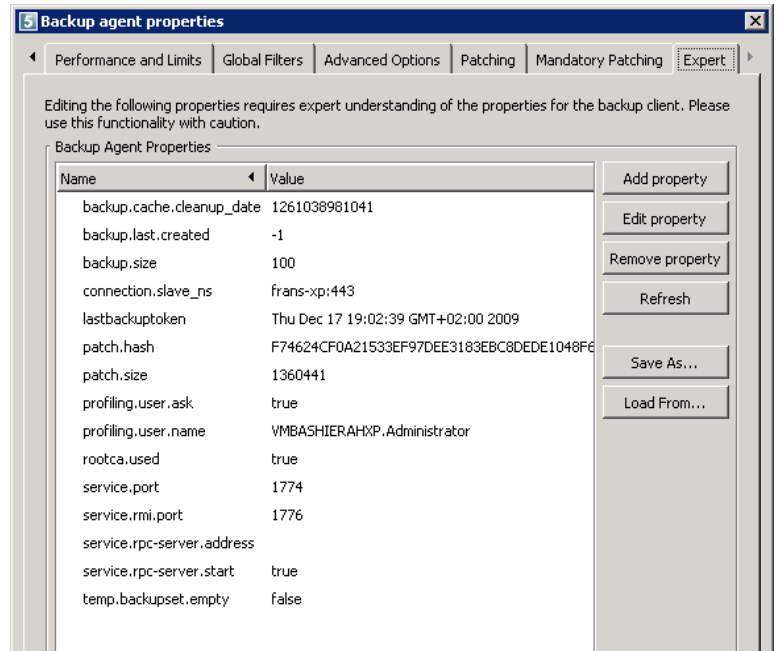 5 Backup agent properties
Performance and Limits Global Filters Advanced Options Patching Mandatory Patching Expert
Editing the following properties requires expert understanding of the properties for the backup client. Please
use this functionality with caution.
Backup Agent Properties
Name Value
Add property
backup.cache.cleanup_date 1261038981041
Edit property
backup.last.created -1
backup.size 100
Remove property
connection.slave_ns frans-xp:443
Refresh
lastbackuptoken Thu Dec 17 19:02:39 GMT+02:00 2009
patch.hash F74624CF0A21533EF97DEE3183EBC8DEDE1048F6
Save As...
patch.size 1360441
profiling.user.ask true
Load From...
profiling.user.name VMBASHIERAHXP.Administrator
rootca.used true
service.port 1774
service.rmi.port 1776
service.rpc-server.address
service.rpc-server.start true
temp.backupset.empty false